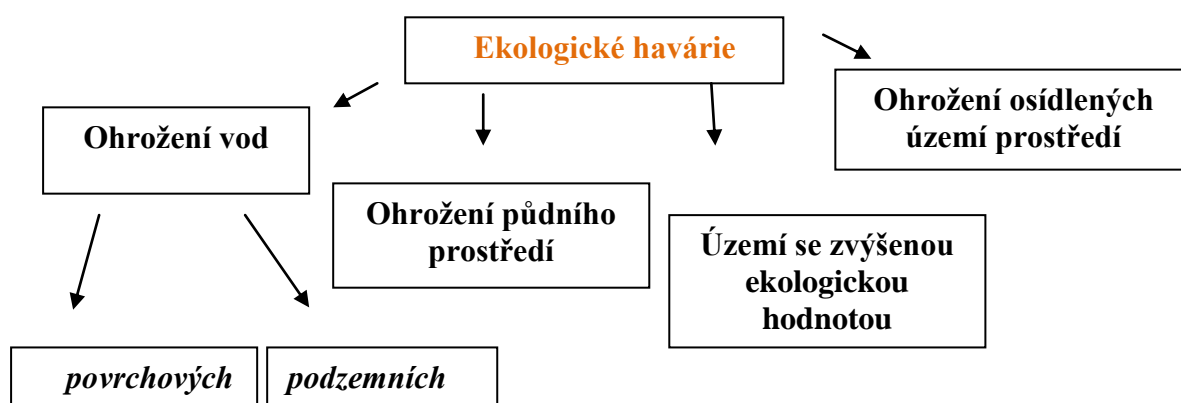 Ekologické havárie
Ohrožení osídlených
území prostředí
Ohrožení vod
Ohrožení půdního
prostředí
Území se zvýšenou
ekologickou
hodnotou
povrchových
podzemních